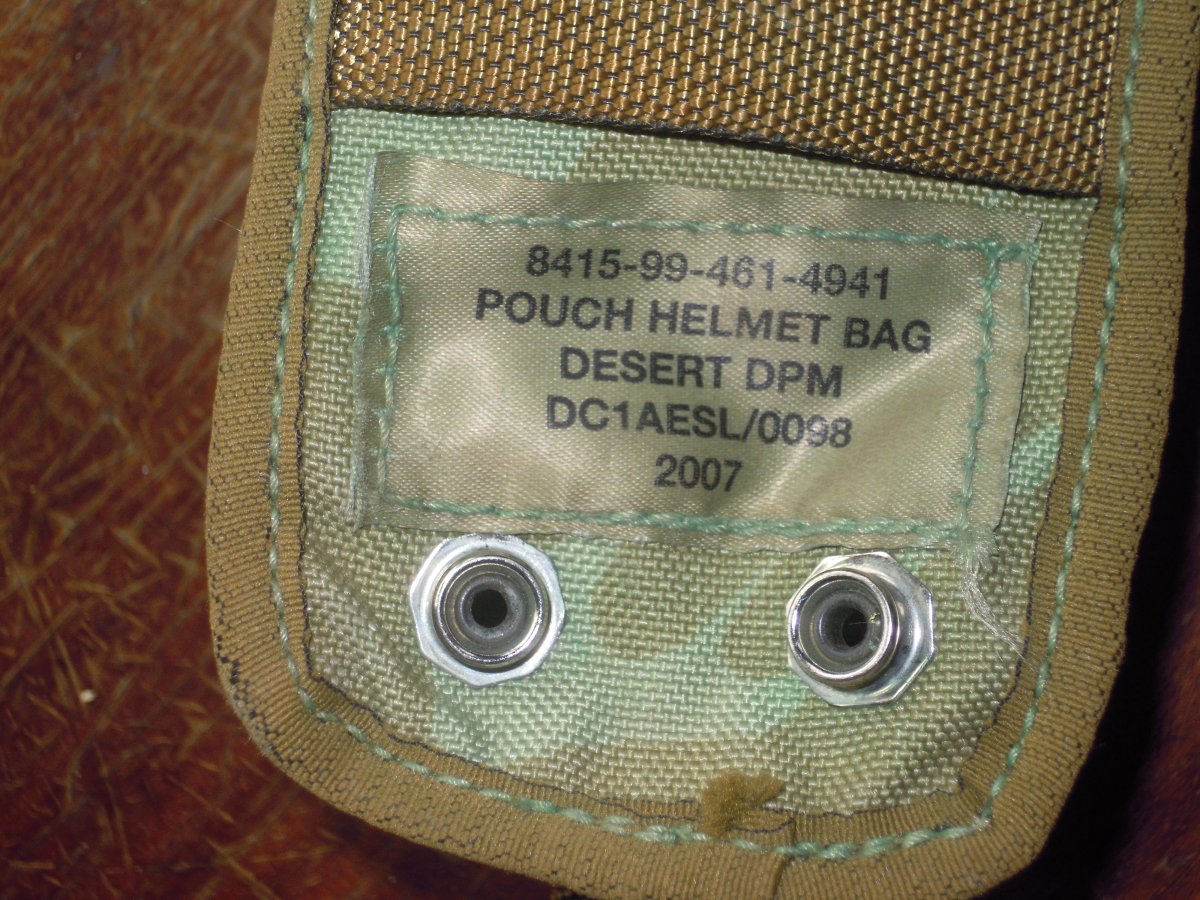 8415-99-461-4941
POUCH HELMET BAG
DESERT DPM
DC1AESL/0098
2007